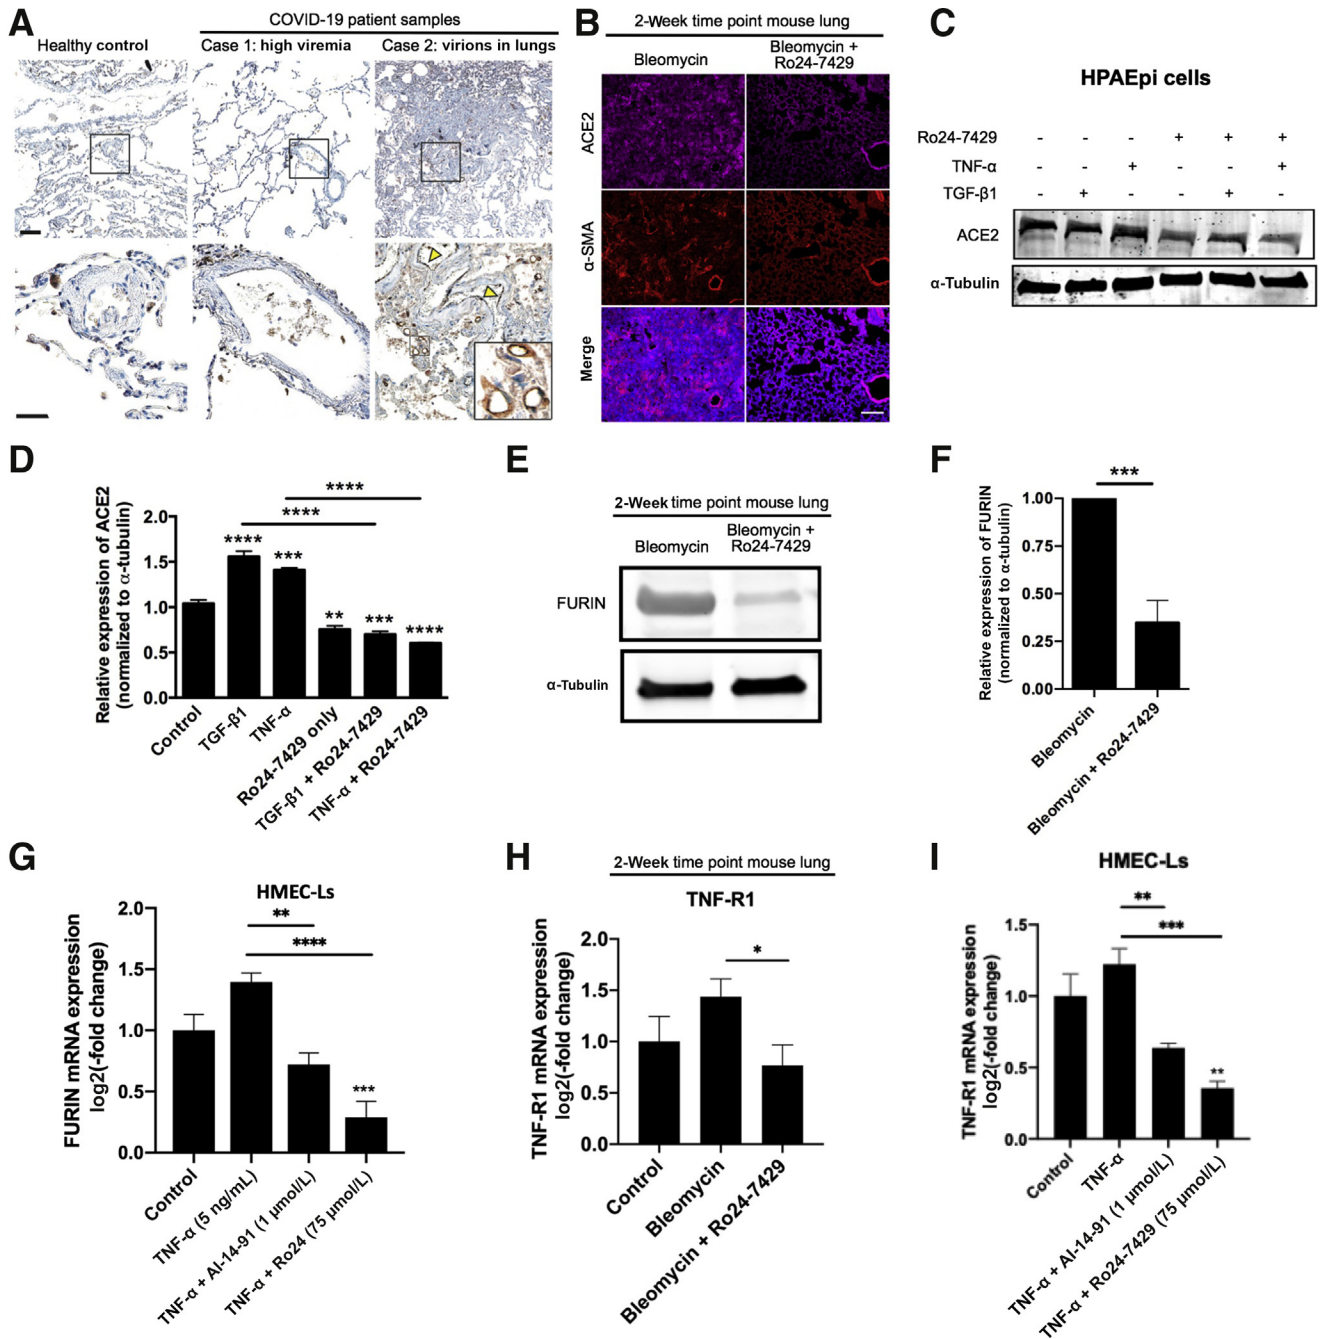 A
COVID-19 patient samples
Healthy control
Case 1: high viremia
Case 2: virions in lungs
B
2-Week time point mouse lung
Bleomycin
Bleomycin +
Ro24-7429
ACE2
α-SMA
Merge
C
HPAEpi cells
Ro24-7429 - - - + + +
TNF-α - - + - - +
TGF-β1 - + - - + -
ACE2
α-Tubulin
D
Relative expression of ACE2
(normalized to α-tubulin)
2.0
1.5
1.0
0.5
0.0
****
****
****
***
**
***
****
Control
TGF-β1
TNF-α
Ro24-7429 only
TGF-β1 + Ro24-7429
TNF-α + Ro24-7429
E
2-Week time point mouse lung
Bleomycin
Bleomycin +
Ro24-7429
FURIN
α-Tubulin
F
Relative expression of FURIN
(normalized to α-tubulin)
1.00
0.75
0.50
0.25
0.00
***
Bleomycin
Bleomycin + Ro24-7429
G
HMEC-Ls
FURIN mRNA expression
log2(-fold change)
2.0
1.5
1.0
0.5
0.0
**
****
***
Control
TNF-α (5 ng/mL)
TNF-α + AI-14-91 (1 μmol/L)
TNF-α + Ro24 (75 μmol/L)
H
2-Week time point mouse lung
TNF-R1
TNF-R1 mRNA expression
log2(-fold change)
2.0
1.5
1.0
0.5
0.0
*
Control
Bleomycin
Bleomycin + Ro24-7429
I
HMEC-Ls
TNF-R1 mRNA expression
log2(-fold change)
1.5
1.0
0.5
0.0
**
***
**
Control
TNF-α
TNF-α + AI-14-91 (1 μmol/L)
TNF-α + Ro24-7429 (75 μmol/L)